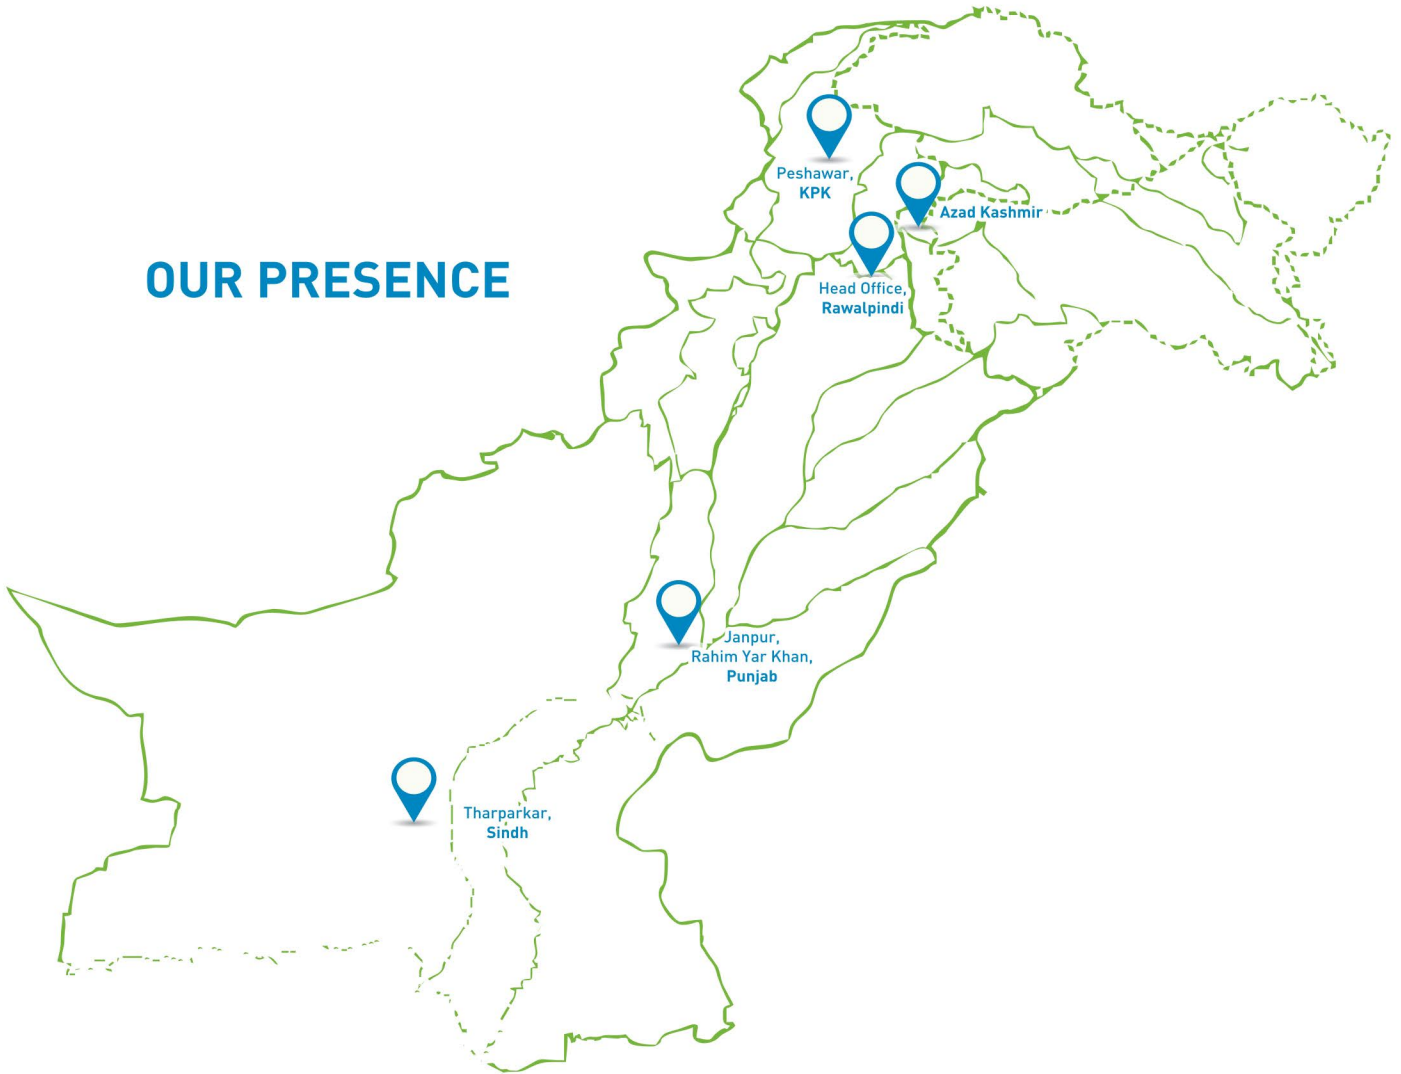 Peshawar,
KPK
Azad Kashmir
OUR PRESENCE
Head Office,
Rawalpindi
Janpur,
Rahim Yar Khan,
Punjab
Tharparkar,
Sindh